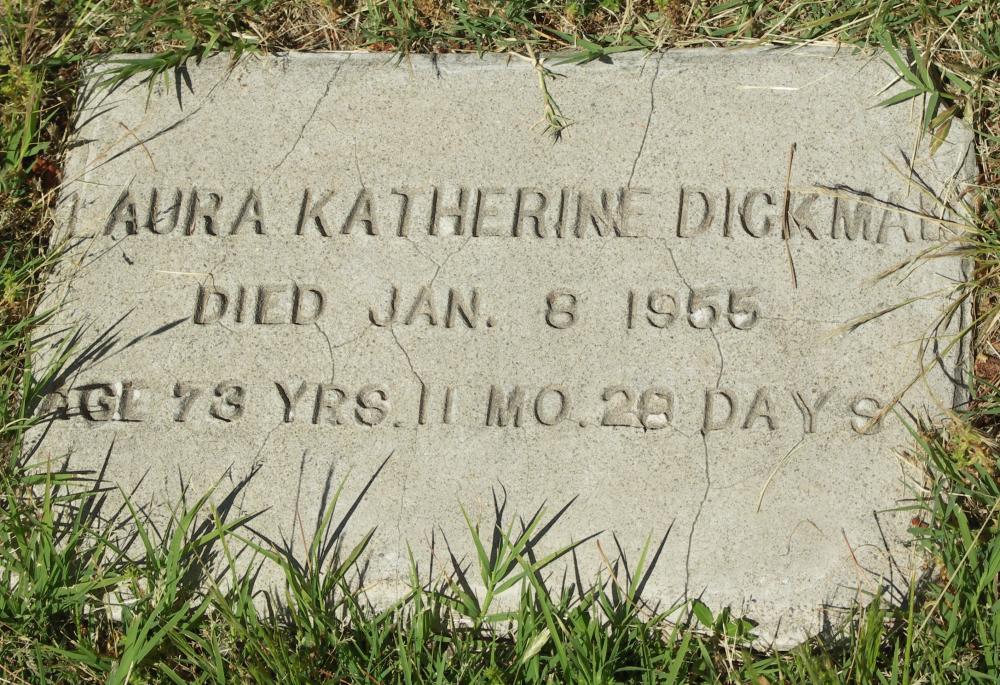 LAURA KATHERINE DICKMAN
DIED JAN. 8 1955
AGE 73 YRS. 11 MO. 28 DAYS